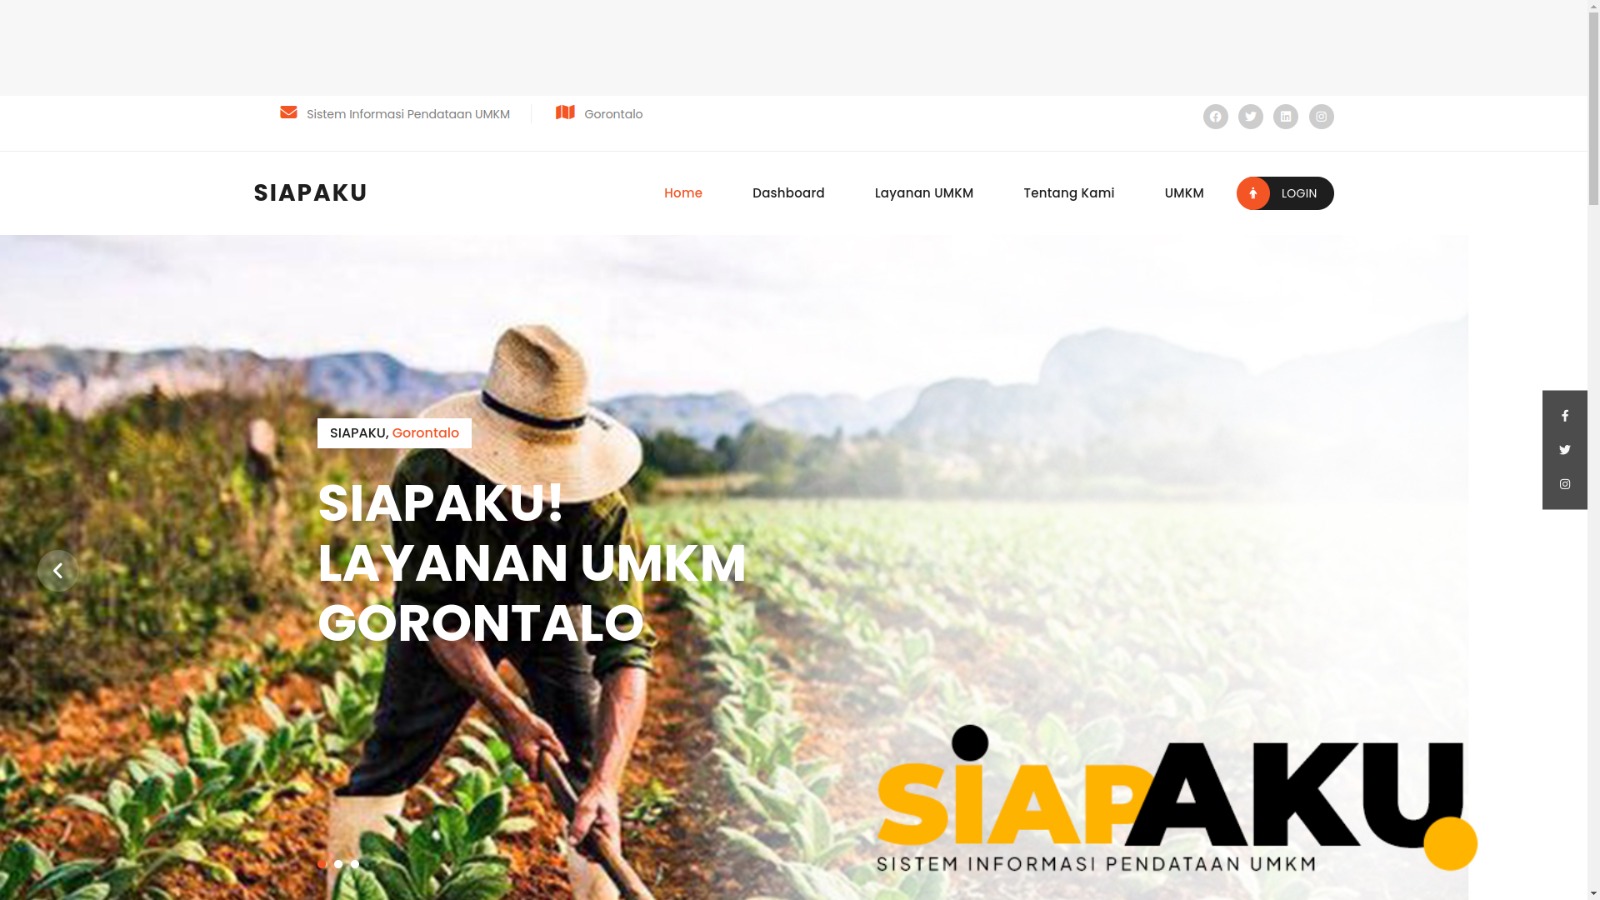 Sistem Informasi Pendataan UMKM
Gorontalo
SIAPAKU
Home
Dashboard
Layanan UMKM
Tentang Kami
UMKM
LOGIN
SIAPAKU, Gorontalo
SIAPAKU!
LAYANAN UMKM
GORONTALO
SiAPAKU
SISTEM INFORMASI PENDATAAN UMKM